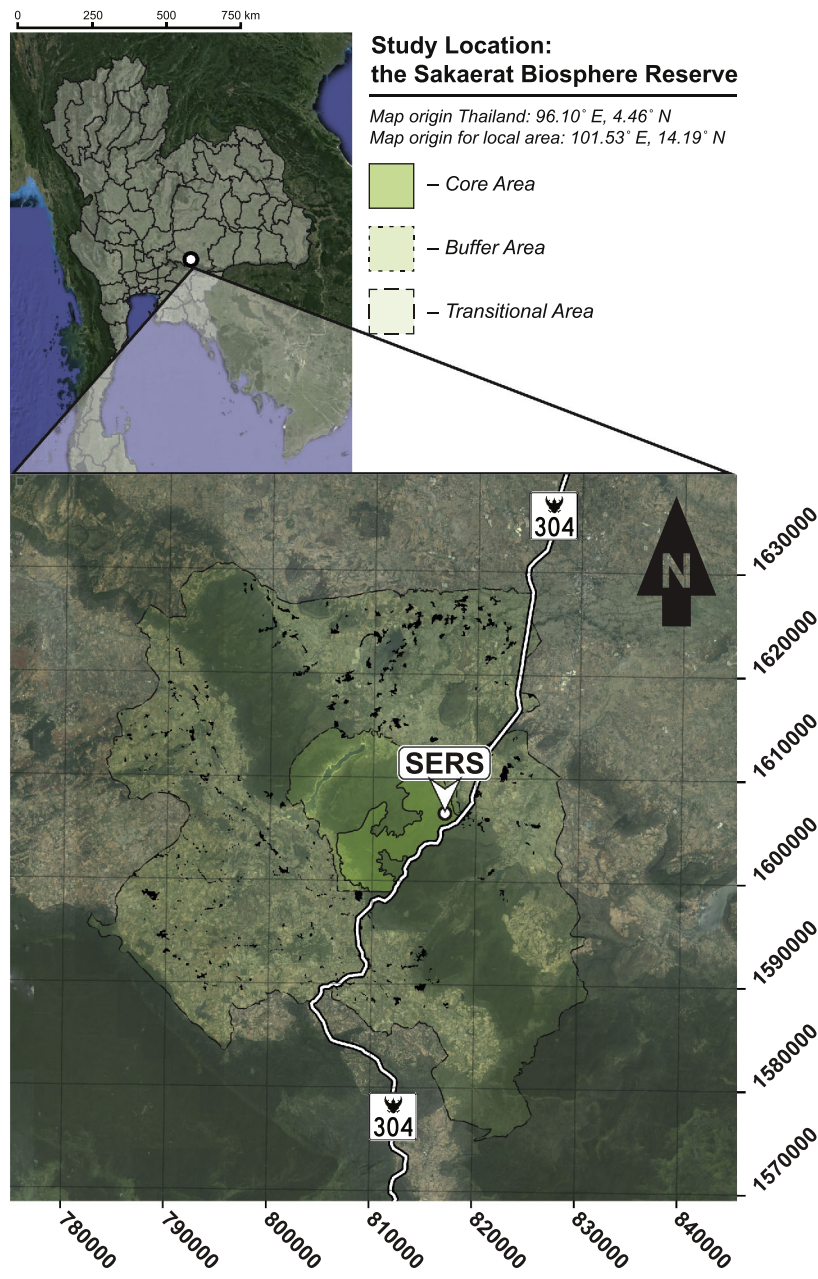 0 250 500 750 km
Study Location:
the Sakaerat Biosphere Reserve
Map origin Thailand: 96.10° E, 4.46° N
Map origin for local area: 101.53° E, 14.19° N
– Core Area
– Buffer Area
– Transitional Area
304
N
1630000
1620000
1610000
SERS
1600000
1590000
1580000
304
1570000
780000 790000 800000 810000 820000 830000 840000